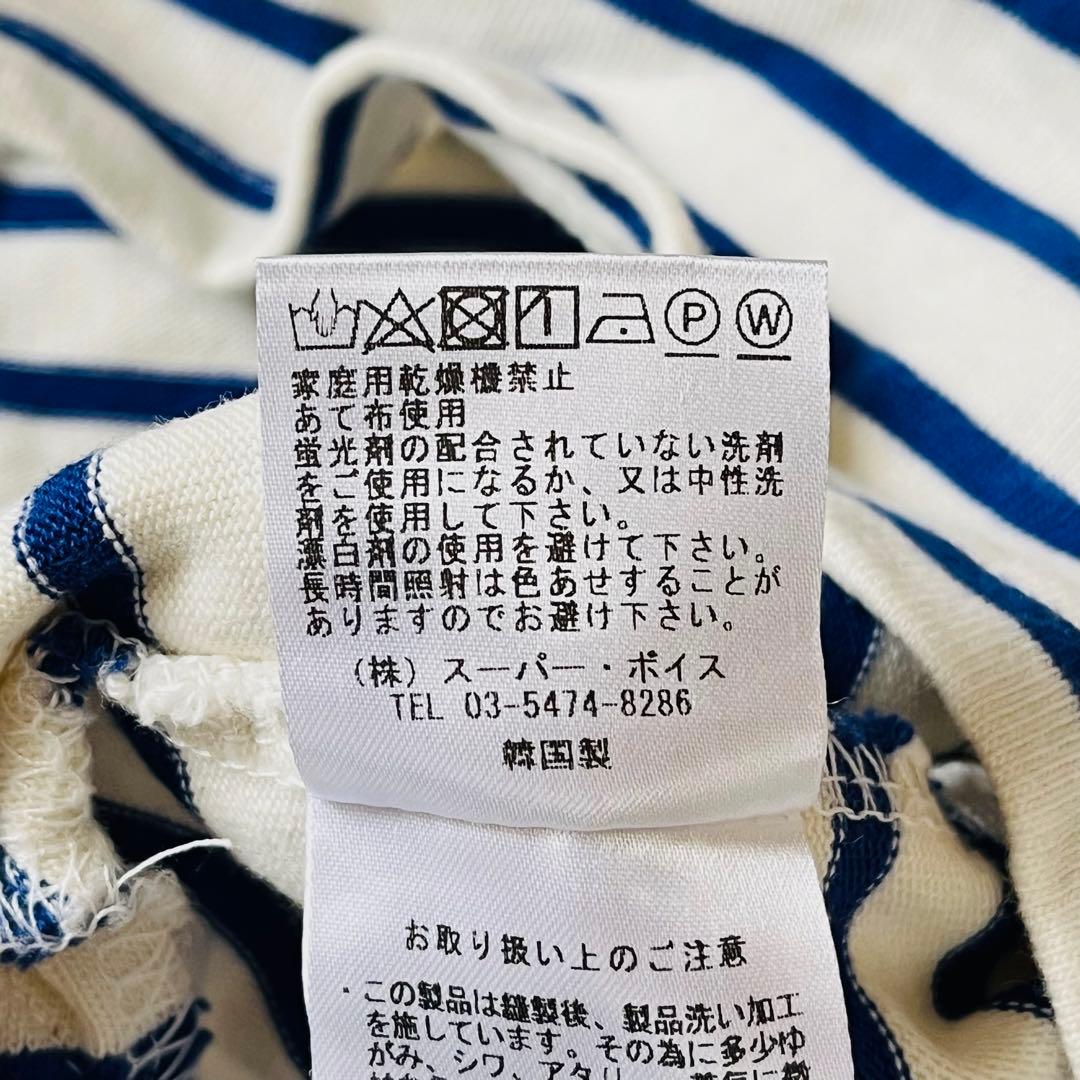 P W
家庭用乾燥機禁止
あて布使用
蛍光剤の配合されていない洗剤
をご使用になるか、又は中性洗
剤を使用して下さい。
漂白剤の使用を避けて下さい。
長時間照射は色あせすることが
ありますのでお避け下さい。
(株)スーパー・ボイス
TEL 03-5474-8286
韓国製
お取り扱い上のご注意
・この製品は縫製後、製品洗い加工
を施しています。その為に多少ゆ
がみ、シワ、アタリ